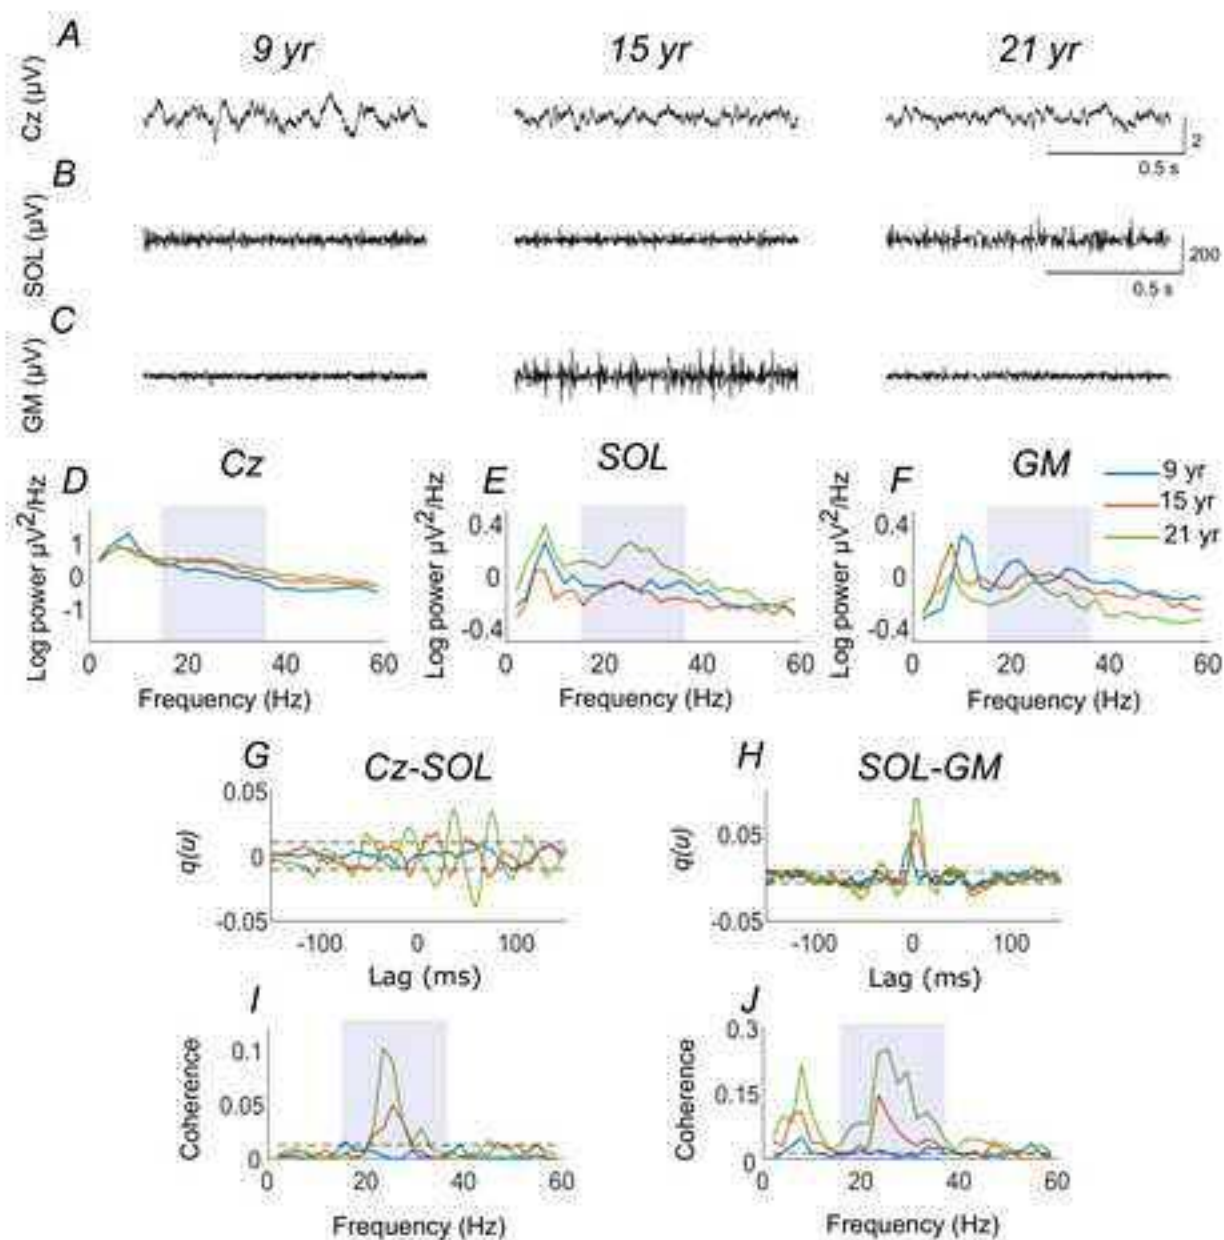 A
9 yr 15 yr 21 yr
Cz (µV)
2
0.5 s
B
SOL (µV)
200
0.5 s
C
GM (µV)
D Cz E SOL F GM
9 yr
15 yr
21 yr
Log power µV²/Hz
1
0
-1
0 20 40 60
Frequency (Hz)
Log power µV²/Hz
0.4
0
-0.4
0 20 40 60
Frequency (Hz)
Log power µV²/Hz
0.4
0
-0.4
0 20 40 60
Frequency (Hz)
G Cz-SOL
q(u)
0.05
0
-0.05
-100 0 100
Lag (ms)
H SOL-GM
q(u)
0.05
-0.05
-100 0 100
Lag (ms)
I
Coherence
0.1
0.05
0
0 20 40 60
Frequency (Hz)
J
Coherence
0.3
0.15
0
0 20 40 60
Frequency (Hz)